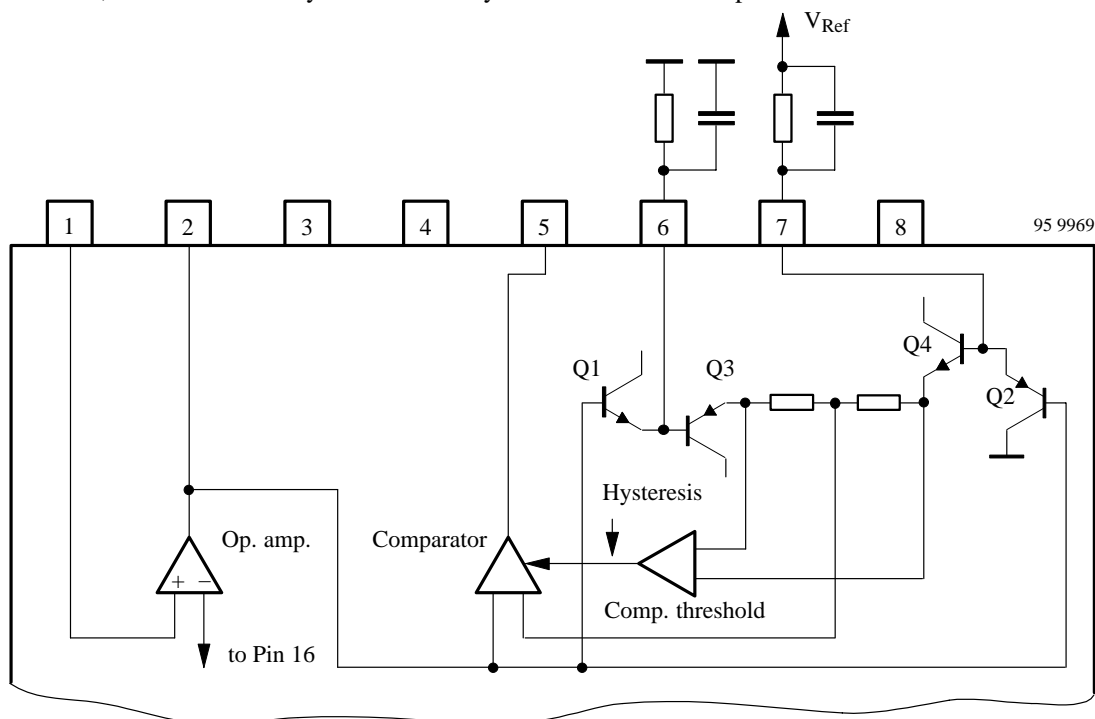 V Ref
1 2 3 4 5 6 7 8 95 9969
Q4
Q1 Q3
Q2
Hysteresis
Op. amp. Comparator
+ −
Comp. threshold
to Pin 16